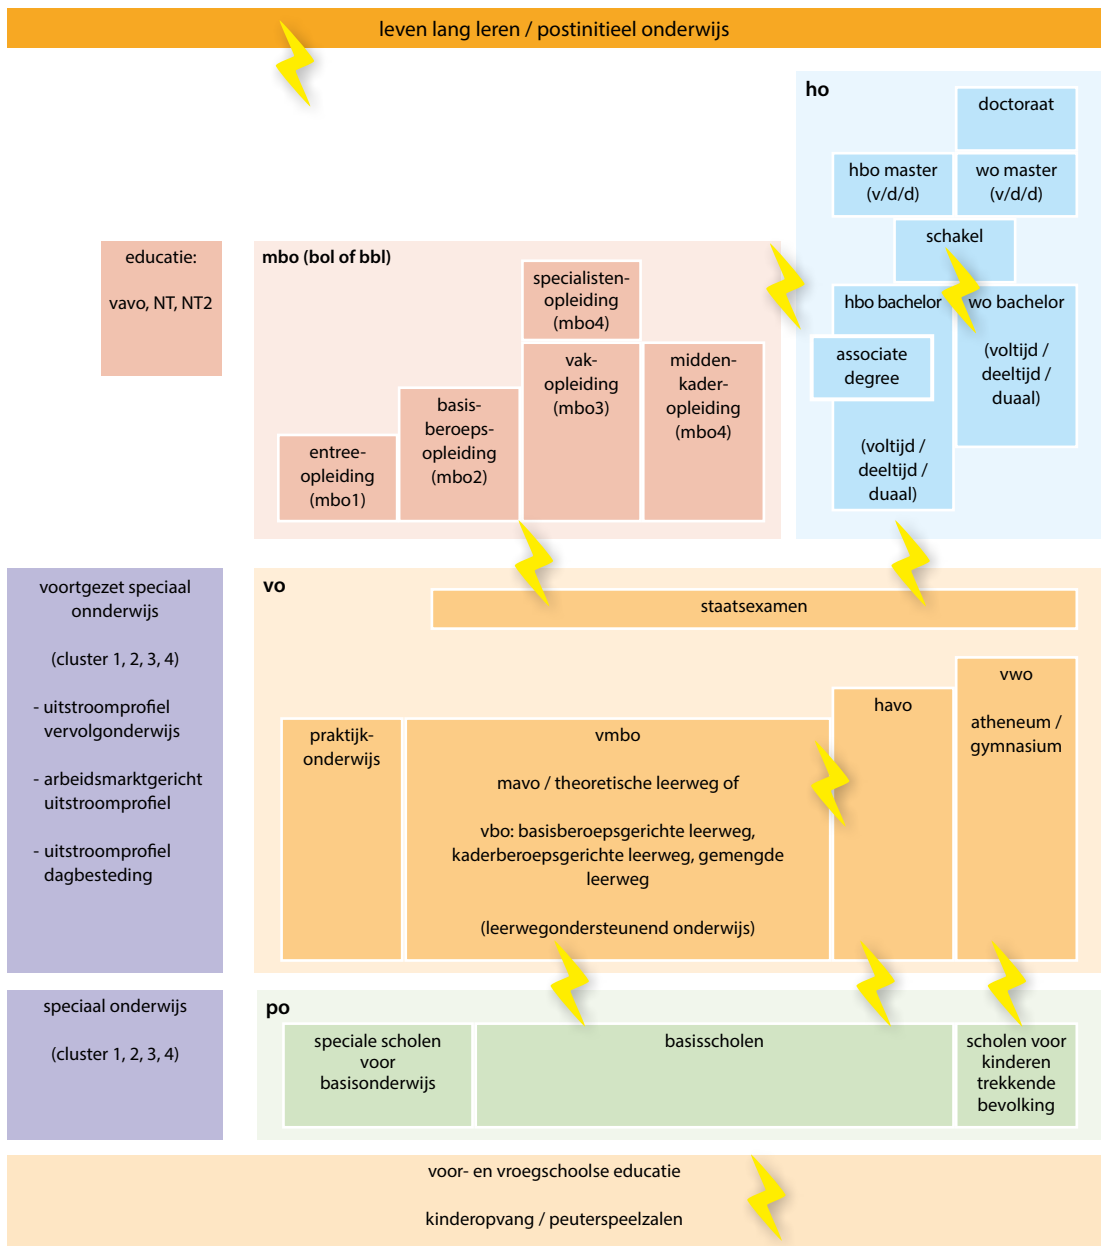 leven lang leren / postinitieel onderwijs
ho
doctoraat
hbo master
(v/d/d)
wo master
(v/d/d)
schakel
hbo bachelor
wo bachelor
(voltijd /
deeltijd /
duaal)
associate
degree
(voltijd /
deeltijd /
duaal)
educatie:
vavo, NT, NT2
mbo (bol of bbl)
specialisten-
opleiding
(mbo4)
vak-
opleiding
(mbo3)
midden-
kader-
opleiding
(mbo4)
basis-
beroeps-
opleiding
(mbo2)
entree-
opleiding
(mbo1)
voortgezet speciaal
onnderwijs
(cluster 1, 2, 3, 4)
- uitstroomprofiel
vervolgonderwijs
- arbeidsmarktgericht
uitstroomprofiel
- uitstroomprofiel
dagbesteding
vo
staatsexamen
praktijk-
onderwijs
vmbo
mavo / theoretische leerweg of
vbo: basisberoepsgerichte leerweg,
kaderberoepsgerichte leerweg, gemengde
leerweg
(leerwegondersteunend onderwijs)
havo
vwo
atheneum /
gymnasium
speciaal onderwijs
(cluster 1, 2, 3, 4)
po
speciale scholen
voor
basisonderwijs
basisscholen
scholen voor
kinderen
trekkende
bevolking
voor- en vroegschoolse educatie
kinderopvang / peuterspeelzalen